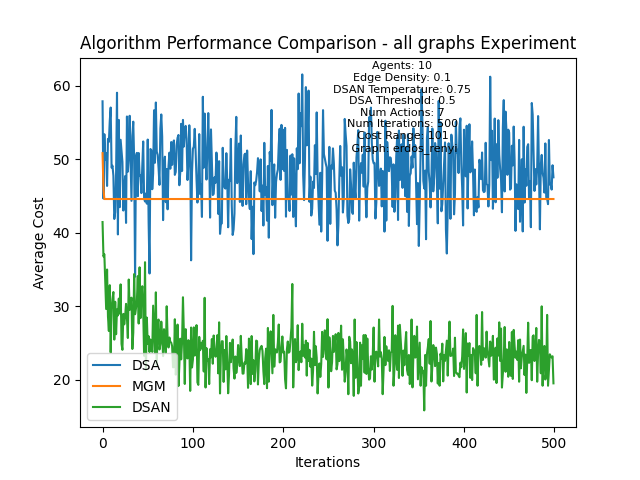 Algorithm Performance Comparison - all graphs Experiment
Agents: 10
Edge Density: 0.1
DSAN Temperature: 0.75
DSA Threshold: 0.5
Num Actions: 7
Num Iterations: 500
Cost Range: 101
Graph: erdos_renyi
Average Cost
60
50
40
30
20
DSA
MGM
DSAN
0
100
200
300
400
500
Iterations